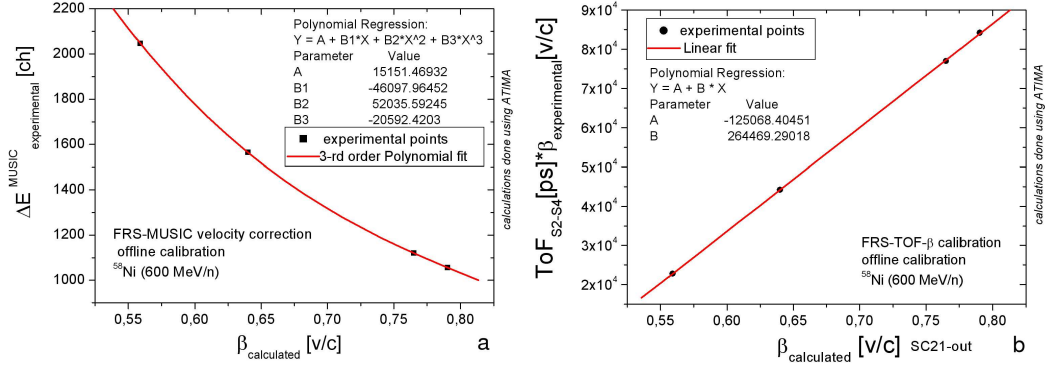 2200
2000
1800
1600
1400
1200
1000
ΔE MUSIC experimental [ch]
Polynomial Regression:
Y = A + B1*X + B2*X^2 + B3*X^3
Parameter Value
A 15151.46932
B1 -46097.96452
B2 52035.59245
B3 -20592.4203
experimental points
3-rd order Polynomial fit
FRS-MUSIC velocity correction
offline calibration
58Ni (600 MeV/n)
calculations done using ATIMA
0,55 0,60 0,65 0,70 0,75 0,80
βcalculated [v/c]
a
9x10^4
8x10^4
7x10^4
6x10^4
5x10^4
4x10^4
3x10^4
2x10^4
ToF S2-S4 [ps]*βexperimental [v/c]
experimental points
Linear fit
Polynomial Regression:
Y = A + B * X
Parameter Value
A -125068.40451
B 264469.29018
FRS-TOF-β calibration
offline calibration
58Ni (600 MeV/n)
calculations done using ATIMA
0,55 0,60 0,65 0,70 0,75 0,80
βcalculated [v/c] SC21-out
b